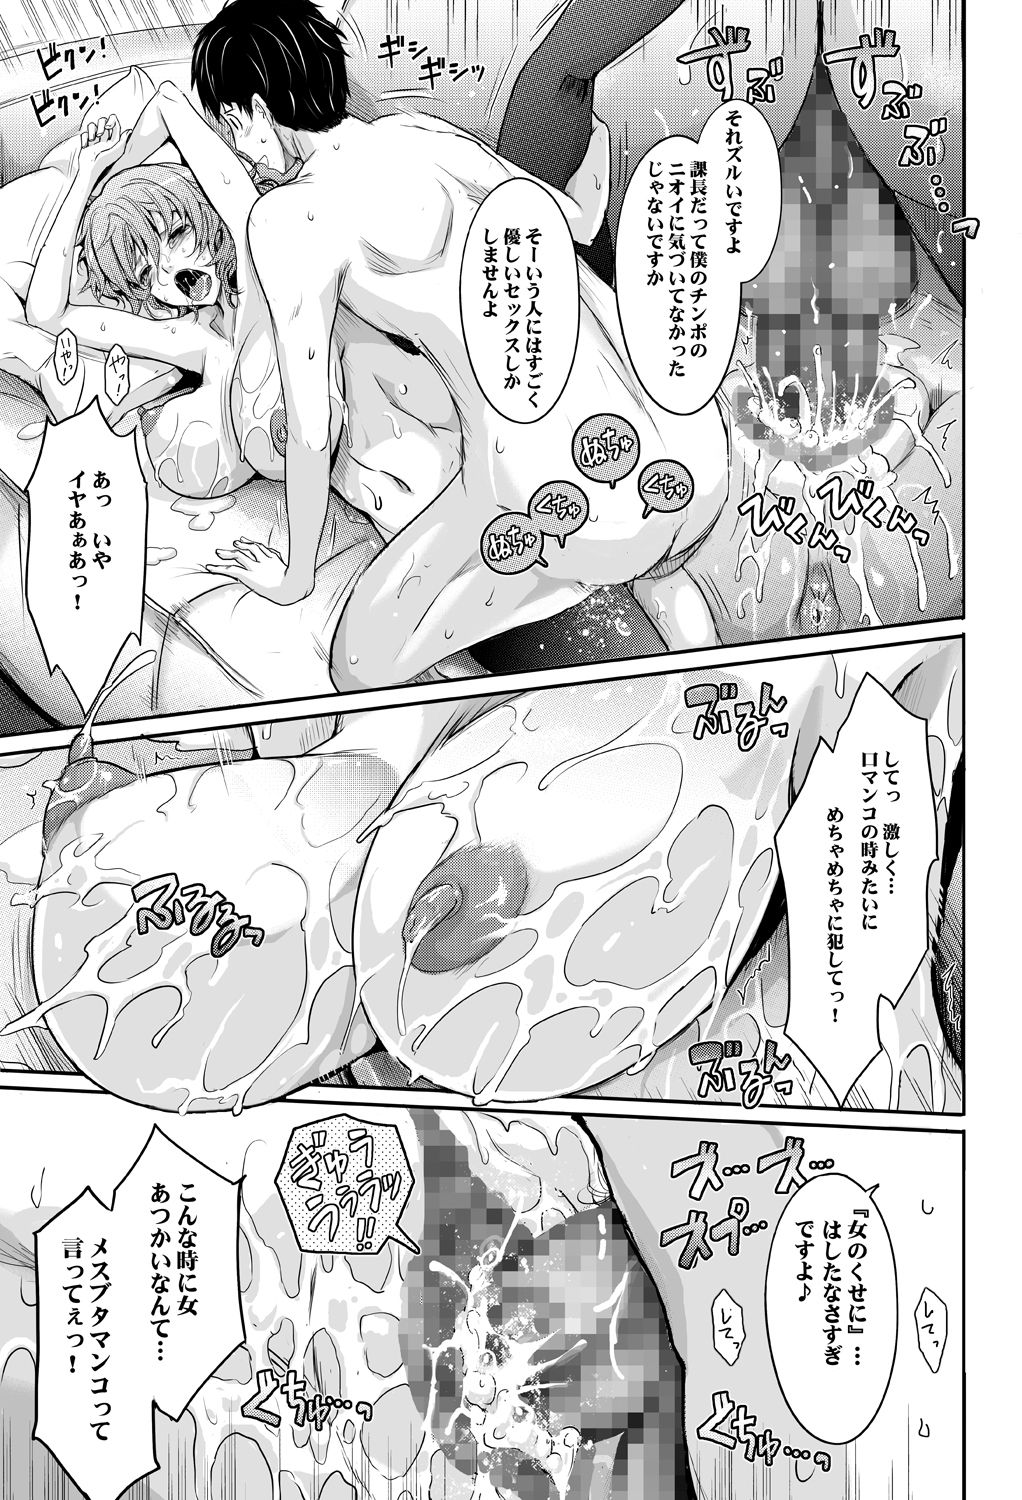 ずぶぶ…っ
ずぶぶ
それズルいですよ
課長だって僕のチンポの
ニオイに気づいてなかった
じゃないですか
そーいう人にはすごく
優しいセックスしか
しませんよ
ギシ
ギシッ
ビクン!
ビクン!
いやっ!
やっ!
ぬちゅ
くちゅ
くちゅ
ぬちゅ
びくんっ
びくんっ
あっ いや
イヤあぁあっ!
してっ 激しく…
口マンコの時みたいに
めちゃめちゃに犯してっ!
ぶるんっ
ぶるんっ
ふるるっ
『女のくせに』…
はしたなさすぎ
ですよ♪
ズ…ズ…
ズプ…
してっ
してっ
ぎゅうううぅぅッ!!
くちゅ…っ
くちゅ…っ
こんな時に女
あつかいなんて…
メスブタマンコって
言ってぇっ!